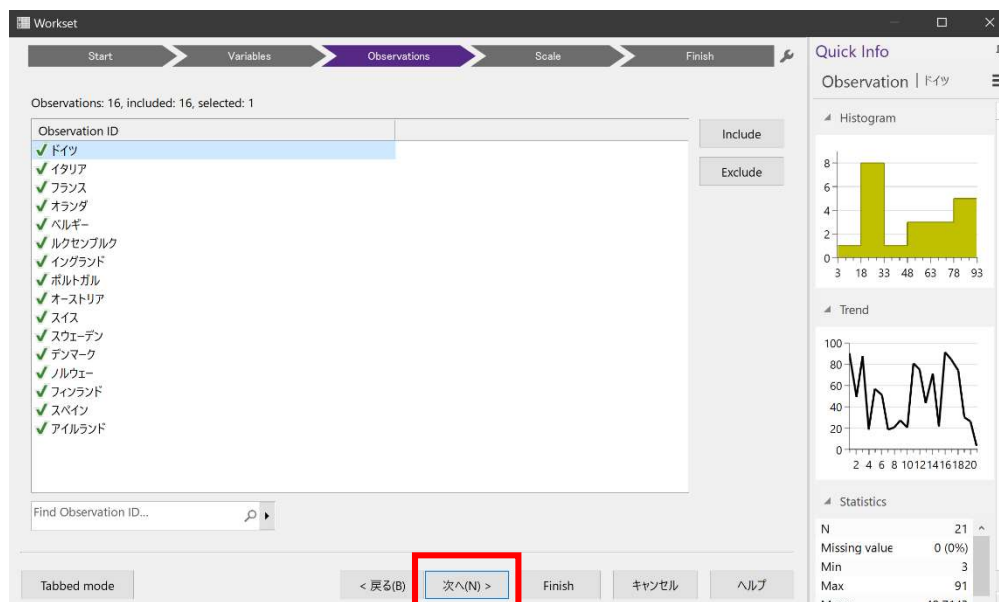 Workset
Start Variables Observations Scale Finish
Observations: 16, included: 16, selected: 1
Observation ID
ドイツ
イタリア
フランス
オランダ
ベルギー
ルクセンブルク
イングランド
ポルトガル
オーストリア
スイス
スウェーデン
デンマーク
ノルウェー
フィンランド
スペイン
アイルランド
Include
Exclude
Find Observation ID...
Tabbed mode
< 戻る(B)
次へ(N) >
Finish
キャンセル
ヘルプ
Quick Info
Observation | ドイツ
Histogram
8
6
4
2
0
3 18 33 48 63 78 93
Trend
100
80
60
40
20
0
2 4 6 8 101214161820
Statistics
N 21
Missing value 0 (0%)
Min 3
Max 91